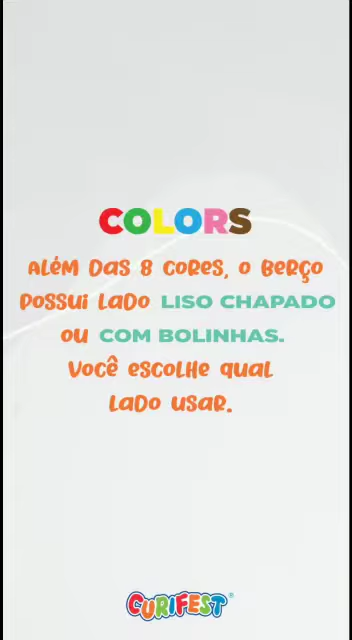 COLORS
Além das 8 cores, o berço
possui lado LISO CHAPADO
ou COM BOLINHAS.
Você escolhe qual
lado usar.
CURIFEST®